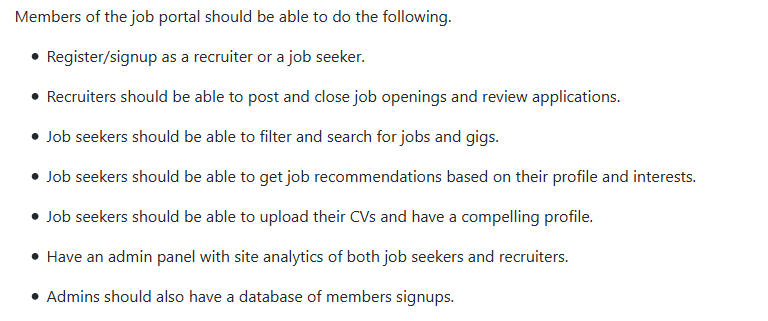 Members of the job portal should be able to do the following.
● Register/signup as a recruiter or a job seeker.
● Recruiters should be able to post and close job openings and review applications.
● Job seekers should be able to filter and search for jobs and gigs.
● Job seekers should be able to get job recommendations based on their profile and interests.
● Job seekers should be able to upload their CVs and have a compelling profile.
● Have an admin panel with site analytics of both job seekers and recruiters.
● Admins should also have a database of members signups.